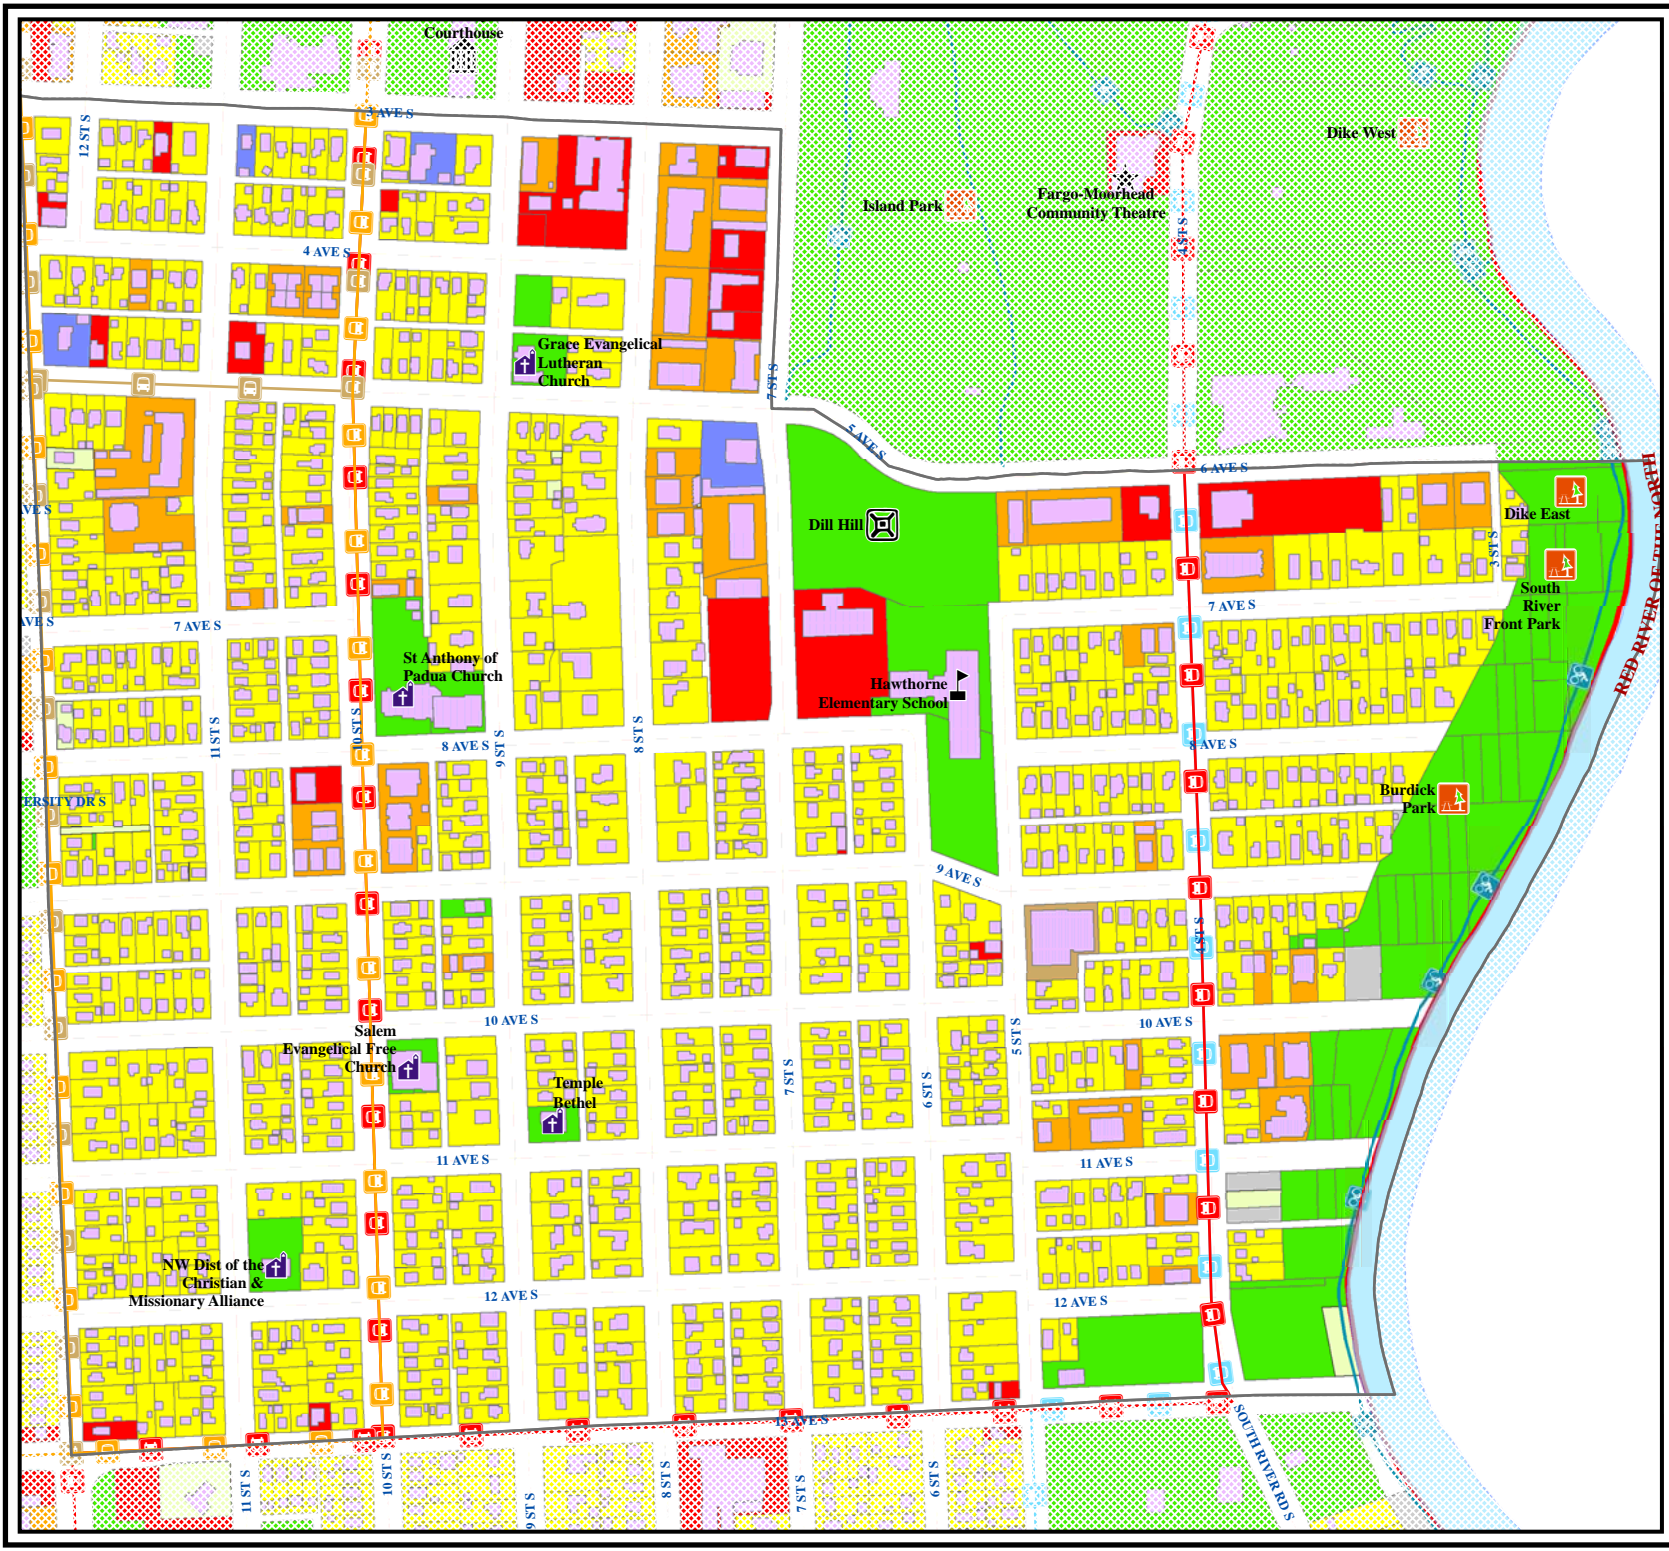 Courthouse
3 AVE S
12 ST S
Dike West
Island Park
Fargo-Moorhead
Community Theatre
4 ST S
4 AVE S
Grace Evangelical
Lutheran
Church
7 ST S
5 AVE S
6 AVE S
RED RIVER OF THE NORTH
Dike East
AVE S
Dill Hill
3 ST S
South
River
Front Park
7 AVE S
AVE S
7 AVE S
St Anthony of
Padua Church
Hawthorne
Elementary School
11 ST S
10 ST S
8 AVE S
9 ST S
8 ST S
8 AVE S
Burdick
Park
ERSITY DR S
9 AVE S
4 ST S
10 AVE S
10 AVE S
Salem
Evangelical Free
Church
5 ST S
Temple
Bethel
7 ST S
6 ST S
11 AVE S
11 AVE S
NW Dist of the
Christian &
Missionary Alliance
12 AVE S
12 AVE S
13 AVE S
SOUTH RIVER RD S
11 ST S
10 ST S
9 ST S
8 ST S
7 ST S
6 ST S